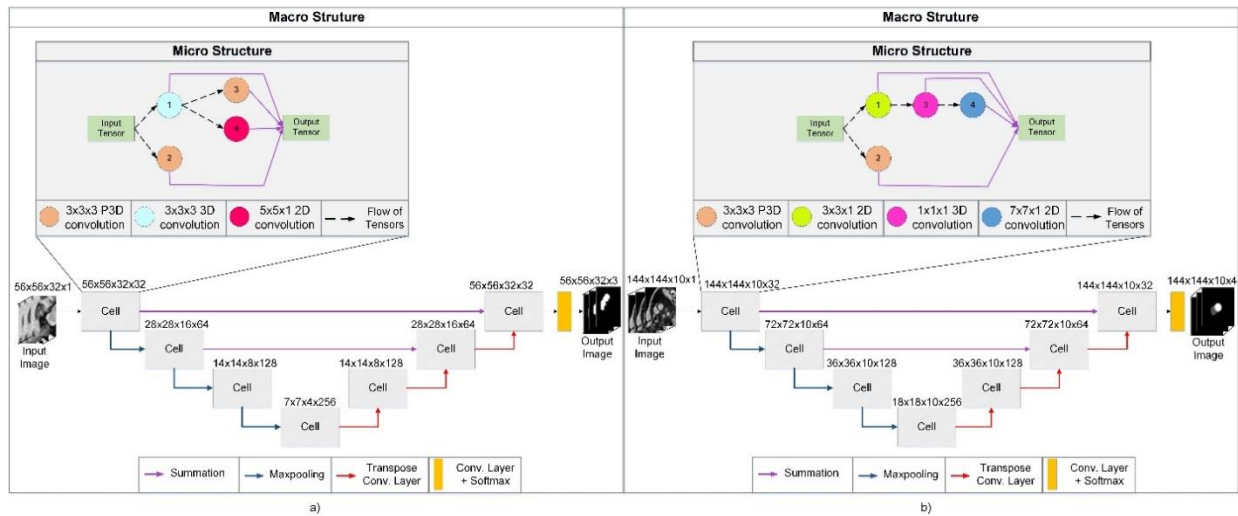 Macro Struture
Micro Structure
1
3
Input
Tensor
4
Output
Tensor
2
3x3x3 P3D
convolution
3x3x3 3D
convolution
5x5x1 2D
convolution
Flow of
Tensors
56x56x32x1
56x56x32x32
56x56x32x32
56x56x32x3
Cell
Cell
Input
Image
Output
Image
28x28x16x64
28x28x16x64
Cell
Cell
14x14x8x128
14x14x8x128
Cell
Cell
7x7x4x256
Cell
Summation
Maxpooling
Transpose
Conv. Layer
Conv. Layer
+ Softmax
a)
Macro Struture
Micro Structure
1
3
4
Input
Tensor
Output
Tensor
2
3x3x3 P3D
convolution
3x3x1 2D
convolution
1x1x1 3D
convolution
7x7x1 2D
convolution
Flow of
Tensors
144x144x10x1
144x144x10x32
144x144x10x32
144x144x10x4
Cell
Cell
Input
Image
Output
Image
72x72x10x64
72x72x10x64
Cell
Cell
36x36x10x128
36x36x10x128
Cell
Cell
18x18x10x256
Cell
Summation
Maxpooling
Transpose
Conv. Layer
Conv. Layer
+ Softmax
b)